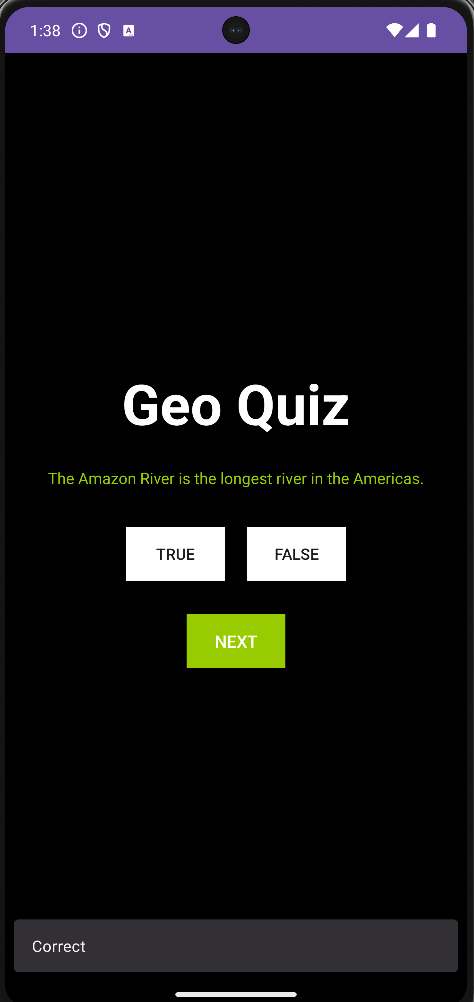 1:38
Geo Quiz
The Amazon River is the longest river in the Americas.
TRUE FALSE
NEXT
Correct